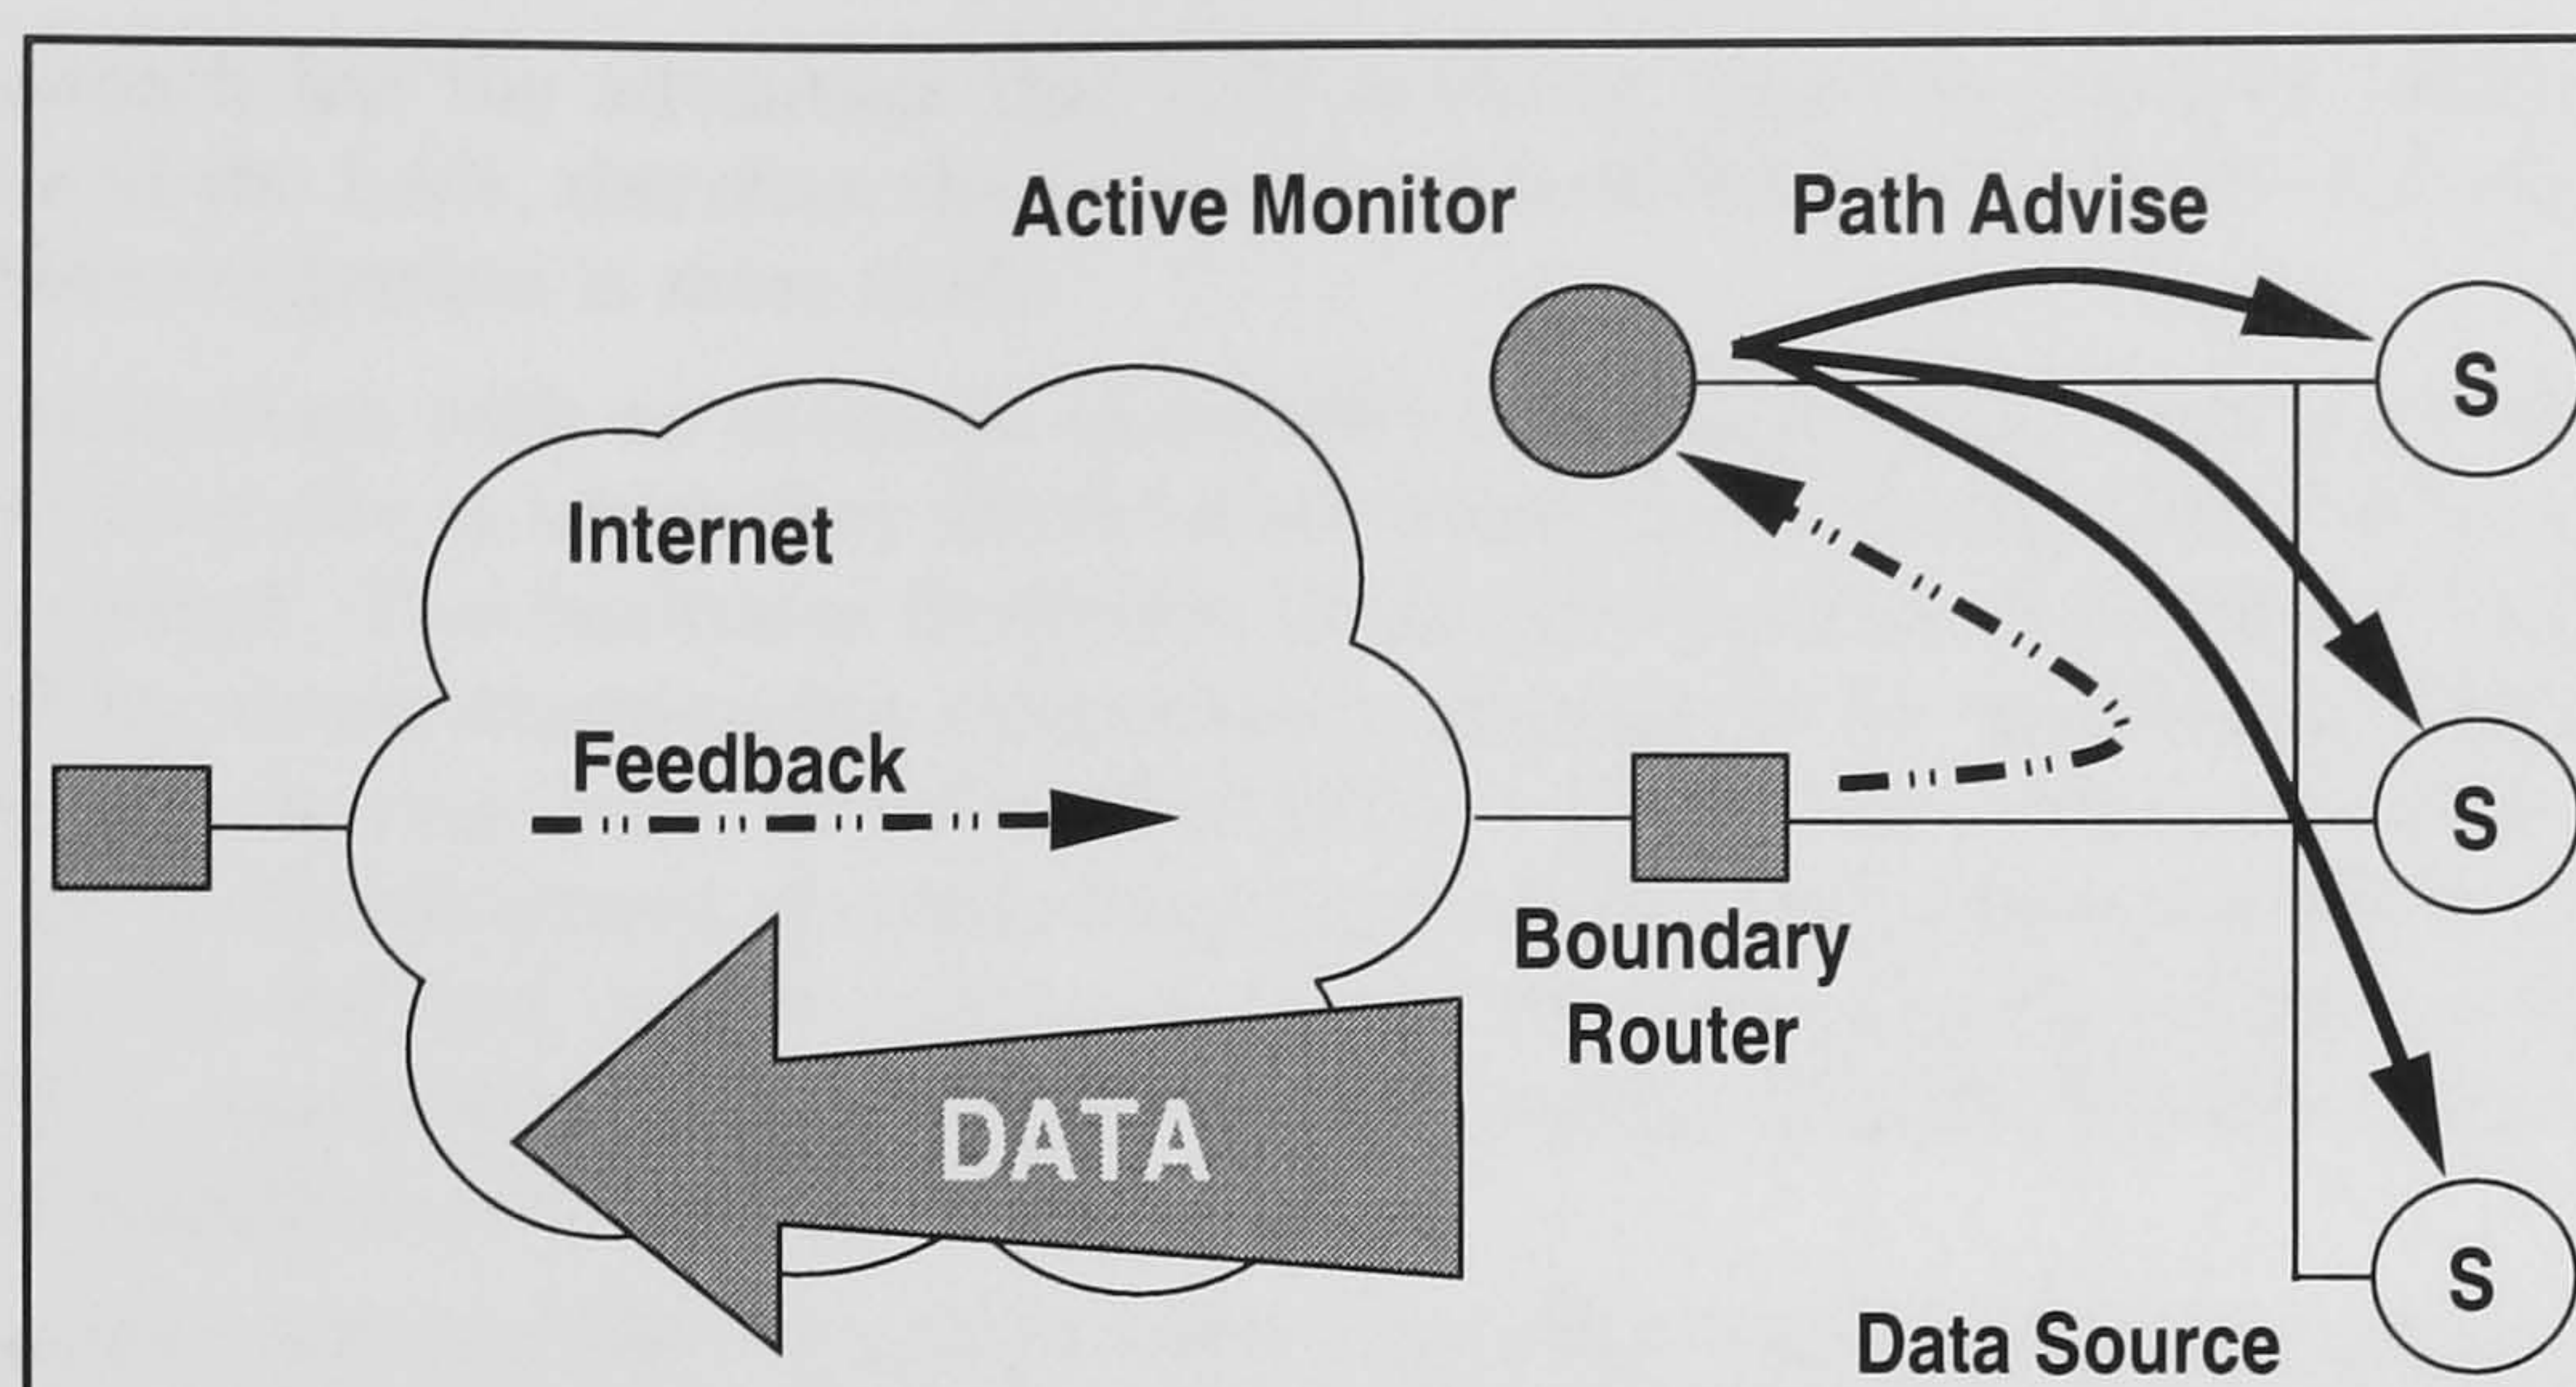 Active Monitor
Path Advise
S
Internet
Feedback
S
Boundary
Router
DATA
S
Data Source